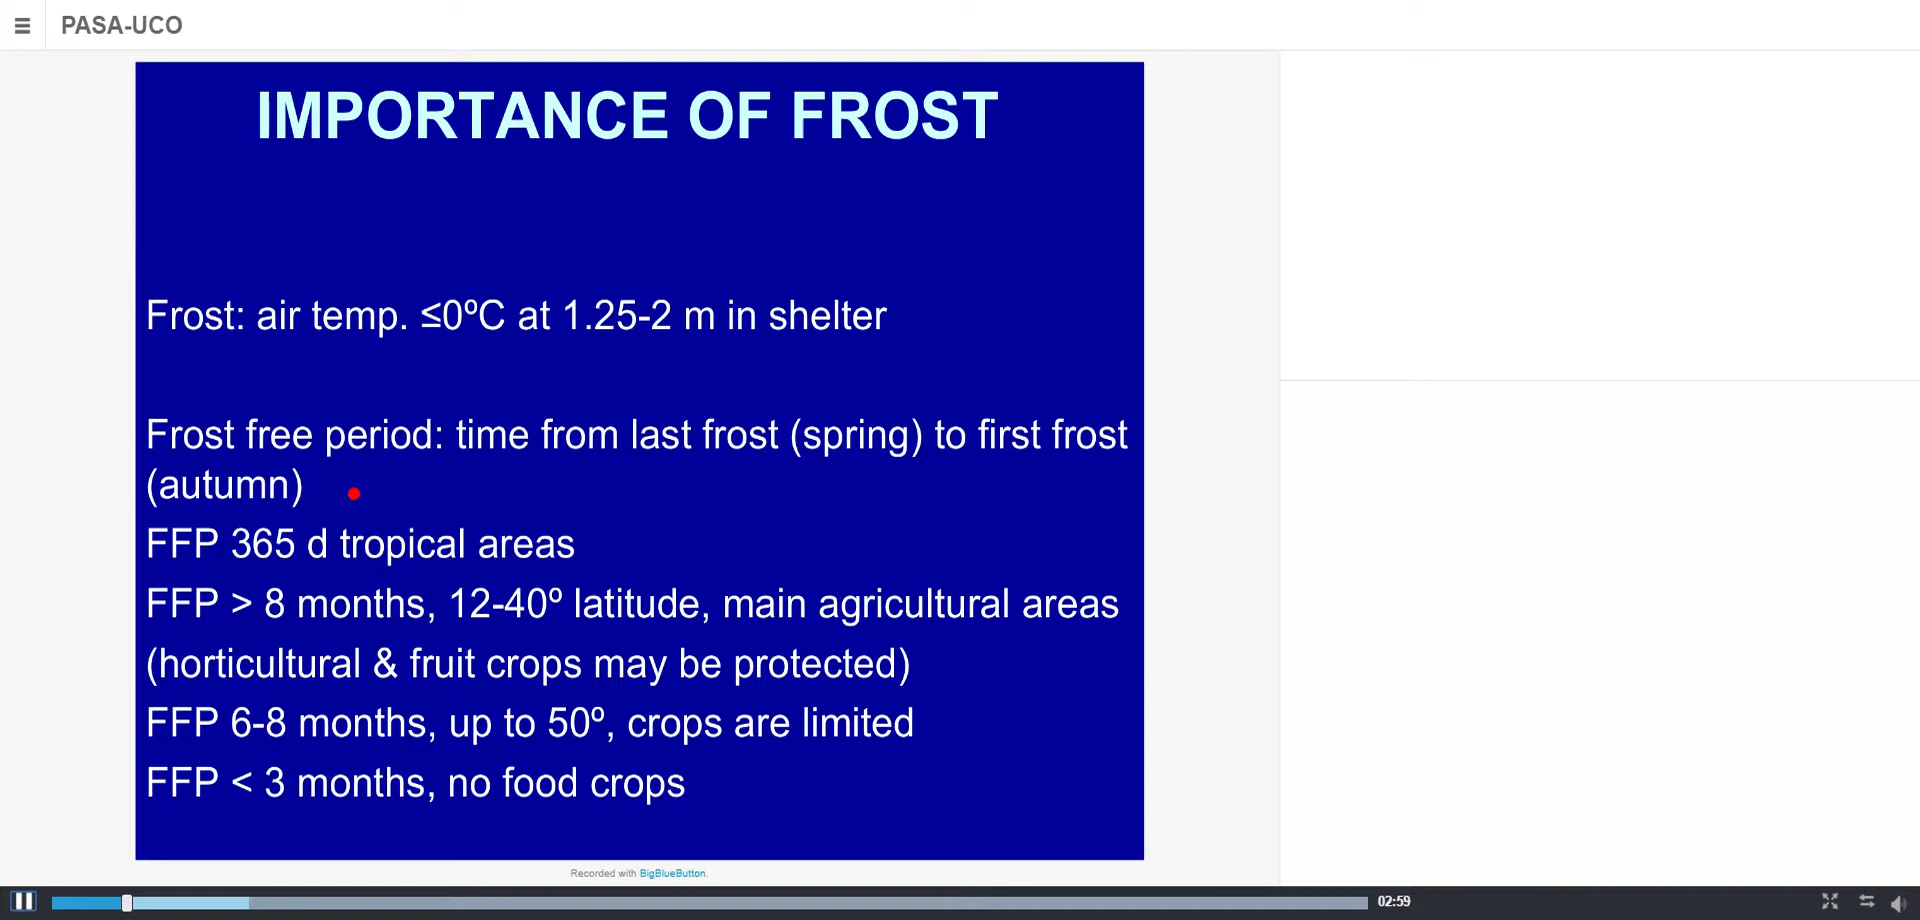 PASA-UCO
IMPORTANCE OF FROST
Frost: air temp. ≤0ºC at 1.25-2 m in shelter
Frost free period: time from last frost (spring) to first frost
(autumn)
FFP 365 d tropical areas
FFP > 8 months, 12-40º latitude, main agricultural areas
(horticultural & fruit crops may be protected)
FFP 6-8 months, up to 50º, crops are limited
FFP < 3 months, no food crops
Recorded with BigBlueButton.
02:59